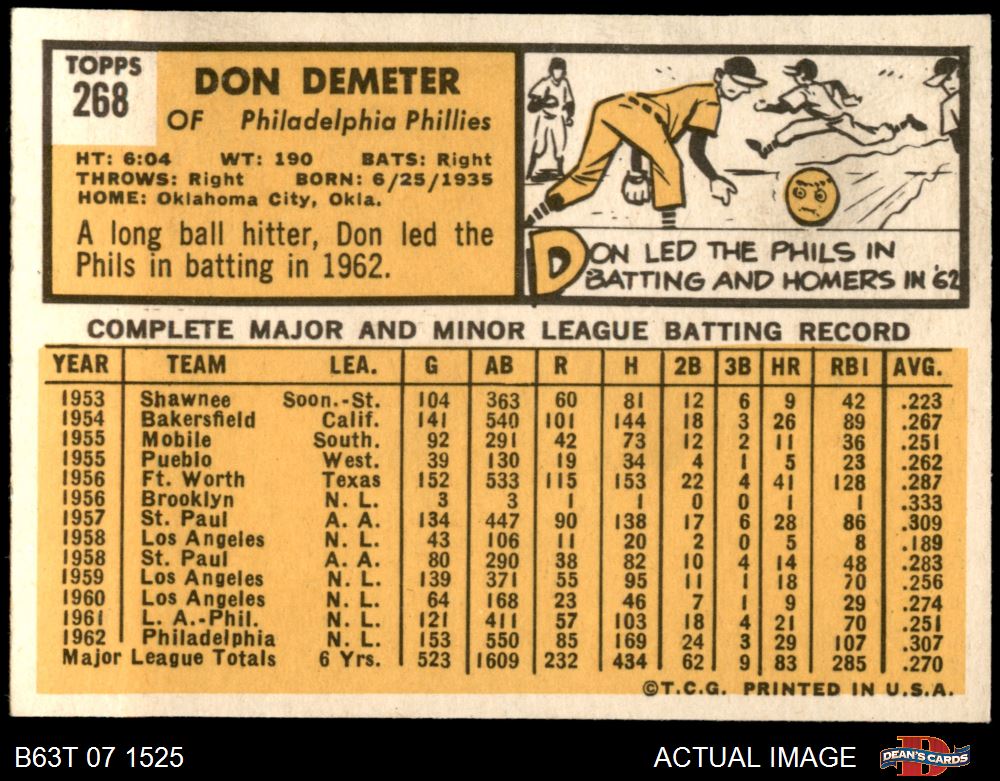 TOPPS
268
DON DEMETER
OF Philadelphia Phillies
HT: 6:04 WT: 190 BATS: Right
THROWS: Right BORN: 6/25/1935
HOME: Oklahoma City, Okla.
A long ball hitter, Don led the
Phils in batting in 1962.
DON LED THE PHILS IN
BATTING AND HOMERS IN '62
COMPLETE MAJOR AND MINOR LEAGUE BATTING RECORD
YEAR TEAM LEA. G AB R H 2B 3B HR RBI AVG.
1953 Shawnee Soon.-St. 104 363 60 81 12 6 9 42 .223
1954 Bakersfield Calif. 141 540 101 144 18 3 26 89 .267
1955 Mobile South. 92 291 42 73 12 2 11 36 .251
1955 Pueblo West. 39 130 19 34 4 1 5 23 .262
1956 Ft. Worth Texas 152 533 115 153 22 4 41 128 .287
1956 Brooklyn N. L. 3 3 1 1 0 0 1 1 .333
1957 St. Paul A. A. 134 447 90 138 17 6 28 86 .309
1958 Los Angeles N. L. 43 106 11 20 2 0 5 8 .189
1958 St. Paul A. A. 80 290 38 82 10 4 14 48 .283
1959 Los Angeles N. L. 139 371 55 95 11 1 18 70 .256
1960 Los Angeles N. L. 64 168 23 46 7 1 9 29 .274
1961 L. A.-Phil. N. L. 121 411 57 103 18 4 21 70 .251
1962 Philadelphia N. L. 153 550 85 169 24 3 29 107 .307
Major League Totals 6 Yrs. 523 1609 232 434 62 9 83 285 .270
©T.C.G. PRINTED IN U.S.A.
B63T 07 1525 ACTUAL IMAGE DEAN'S CARDS